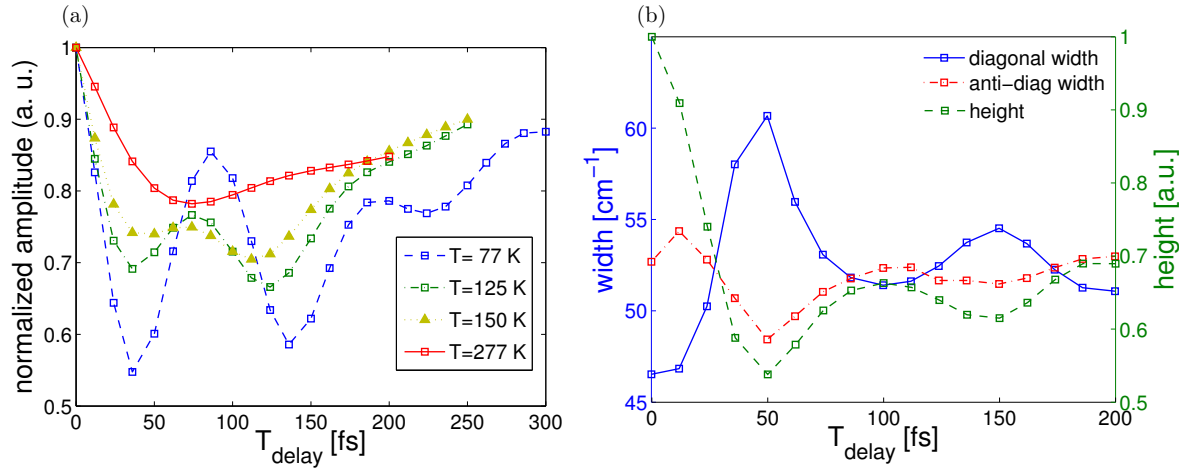 (a)
normalized amplitude (a. u.)
1
0.9
0.8
0.7
0.6
0.5
0
50
100
150
200
250
300
T_delay [fs]
T= 77 K
T=125 K
T=150 K
T=277 K
(b)
width [cm⁻¹]
60
55
50
45
0
50
100
150
200
T_delay [fs]
diagonal width
anti-diag width
height
1
0.9
0.8
0.7
0.6
0.5
height [a.u.]